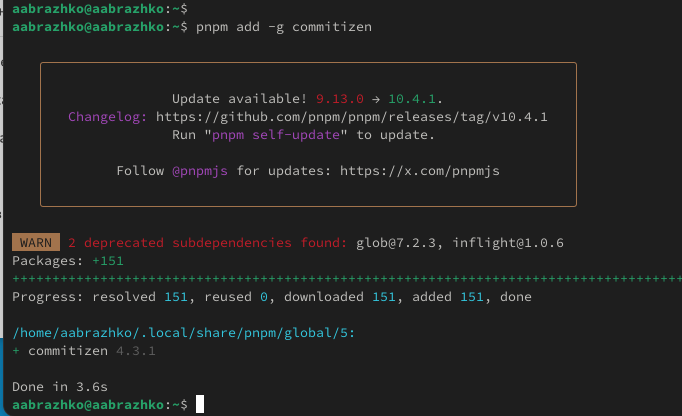 aabrazhko@aabrazhko:~$
aabrazhko@aabrazhko:~$ pnpm add -g commitizen
Update available! 9.13.0 → 10.4.1.
Changelog: https://github.com/pnpm/pnpm/releases/tag/v10.4.1
Run "pnpm self-update" to update.
Follow @pnpmjs for updates: https://x.com/pnpmjs
WARN 2 deprecated subdependencies found: glob@7.2.3, inflight@1.0.6
Packages: +151
++++++++++++++++++++++++++++++++++++++++++++++++++++++++++++++++++++++++++++++++++++
Progress: resolved 151, reused 0, downloaded 151, added 151, done
/home/aabrazhko/.local/share/pnpm/global/5:
+ commitizen 4.3.1
Done in 3.6s
aabrazhko@aabrazhko:~$